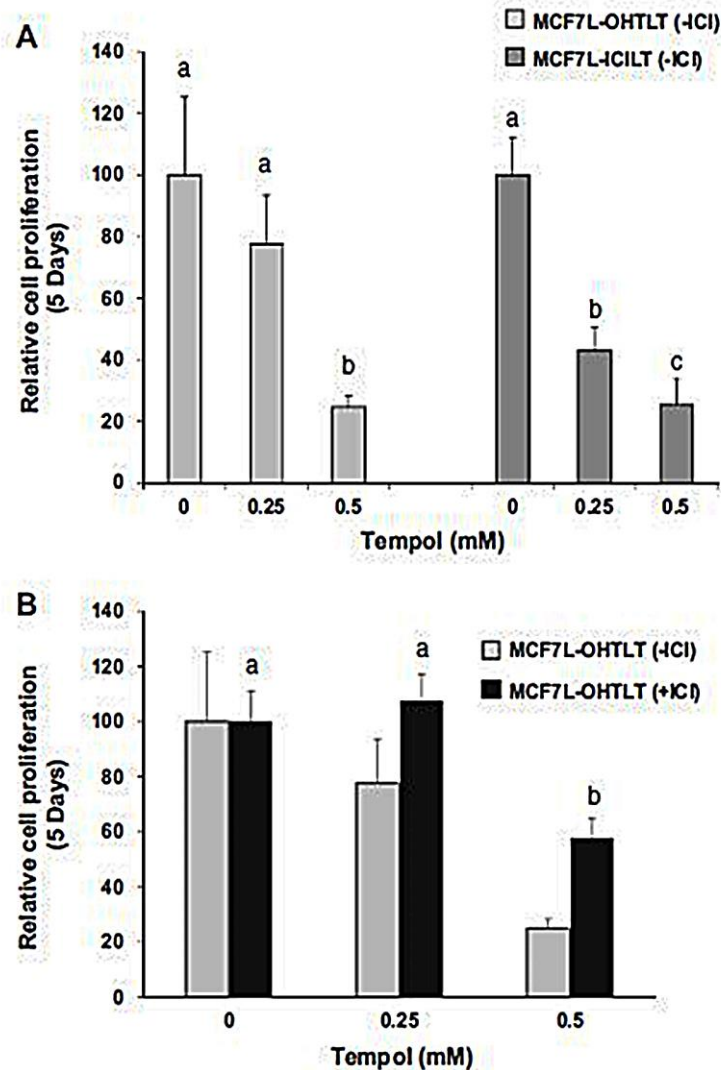 A
MCF7L-OHTLT (-ICI)
MCF7L-ICILT (-ICI)
Relative cell proliferation
(5 Days)
140
120
100
80
60
40
20
0
a
a
b
a
b
c
0 0.25 0.5 0 0.25 0.5
Tempol (mM)
B
MCF7L-OHTLT (-ICI)
MCF7L-OHTLT (+ICI)
Relative cell proliferation
(5 Days)
140
120
100
80
60
40
20
0
a
a
b
0 0.25 0.5
Tempol (mM)